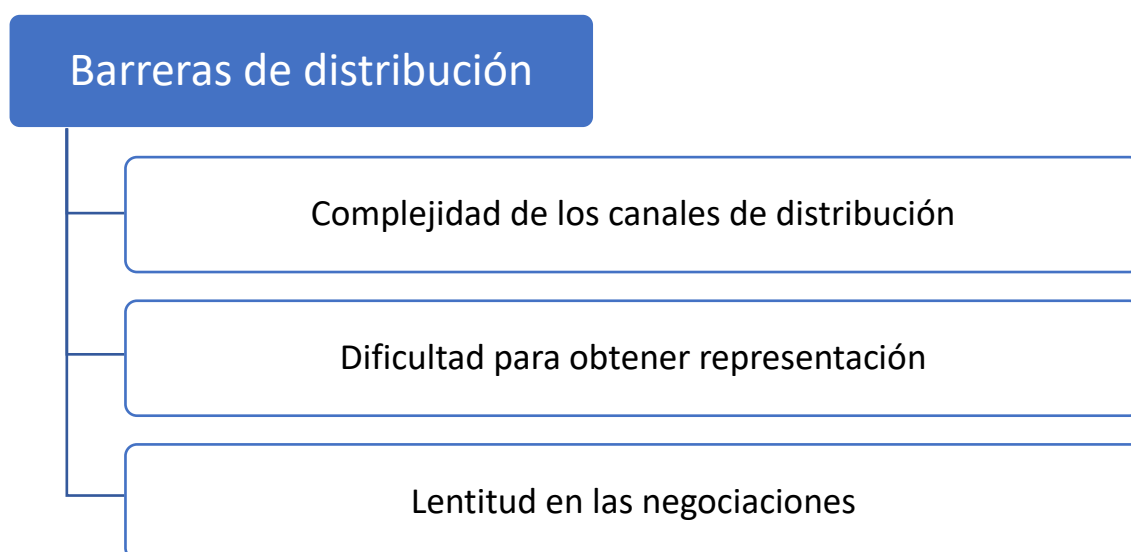 Barreras de distribución
Complejidad de los canales de distribución
Dificultad para obtener representación
Lentitud en las negociaciones